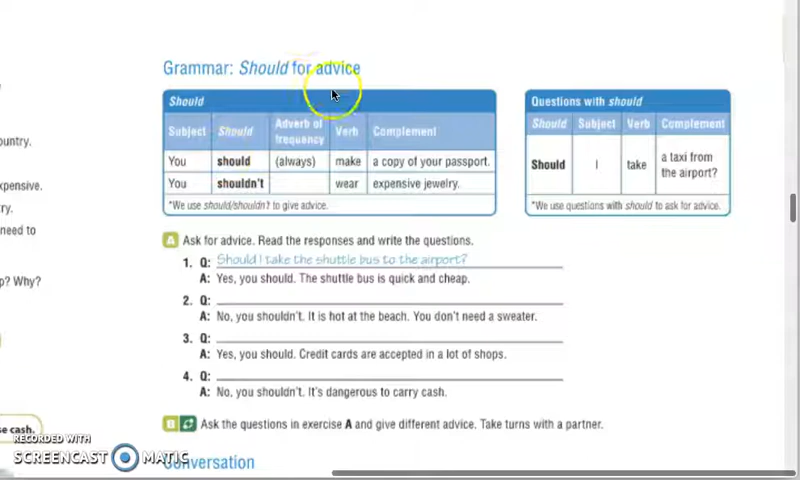 Grammar: Should for advice
Should
Subject Should Adverb of frequency Verb Complement
You should (always) make a copy of your passport.
You shouldn't wear expensive jewelry.
*We use should/shouldn't to give advice.
Questions with should
Should Subject Verb Complement
Should I take a taxi from the airport?
*We use questions with should to ask for advice.
ountry.
xpensive.
ry.
need to
p? Why?
se cash.
A Ask for advice. Read the responses and write the questions.
1. Q: Should I take the shuttle bus to the airport?
A: Yes, you should. The shuttle bus is quick and cheap.
2. Q:
A: No, you shouldn't. It is hot at the beach. You don't need a sweater.
3. Q:
A: Yes, you should. Credit cards are accepted in a lot of shops.
4. Q:
A: No, you shouldn't. It's dangerous to carry cash.
B Ask the questions in exercise A and give different advice. Take turns with a partner.
Conversation
RECORDED WITH
SCREENCAST MATIC